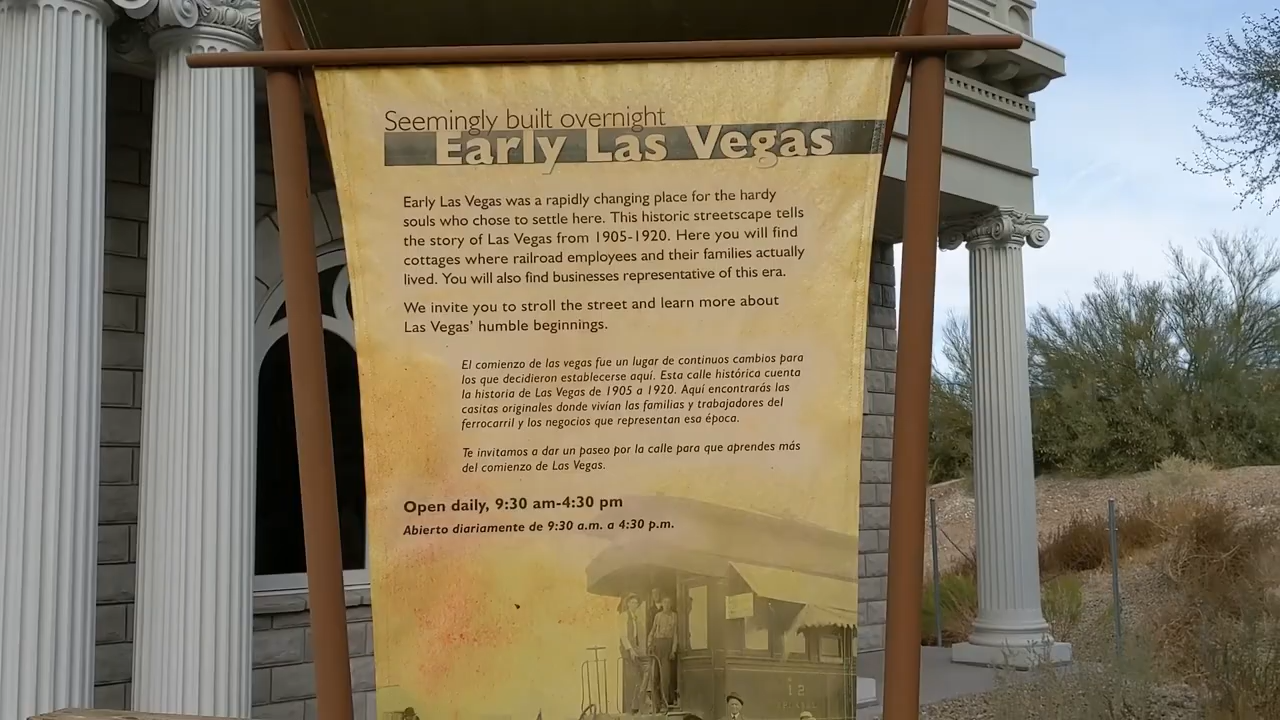 Seemingly built overnight
Early Las Vegas
Early Las Vegas was a rapidly changing place for the hardy
souls who chose to settle here. This historic streetscape tells
the story of Las Vegas from 1905-1920. Here you will find
cottages where railroad employees and their families actually
lived. You will also find businesses representative of this era.
We invite you to stroll the street and learn more about
Las Vegas' humble beginnings.
El comienzo de las vegas fue un lugar de continuos cambios para
los que decidieron establecerse aquí. Esta calle histórica cuenta
la historia de Las Vegas de 1905 a 1920. Aquí encontrarás las
casitas originales donde vivían las familias y trabajadores del
ferrocarril y los negocios que representan esa época.
Te invitamos a dar un paseo por la calle para que aprendes más
del comienzo de Las Vegas.
Open daily, 9:30 am-4:30 pm
Abierto diariamente de 9:30 a.m. a 4:30 p.m.
12